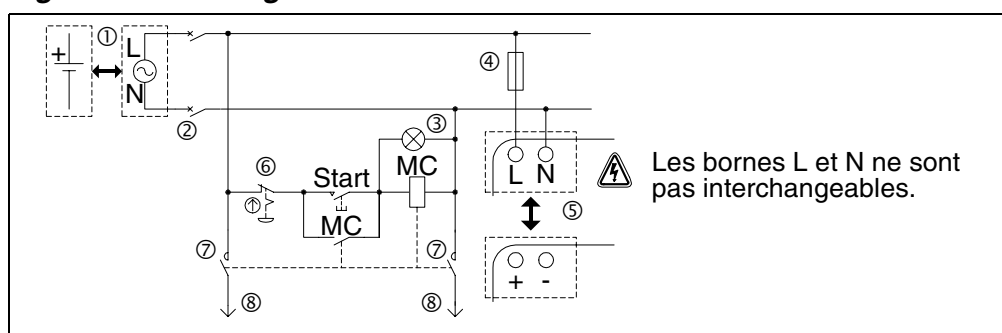 ①
+
L
N
②
④
③
MC
⑥
Start
MC
L N
Les bornes L et N ne sont
pas interchangeables.
⑤
⑦
⑦
+ -
⑧
⑧